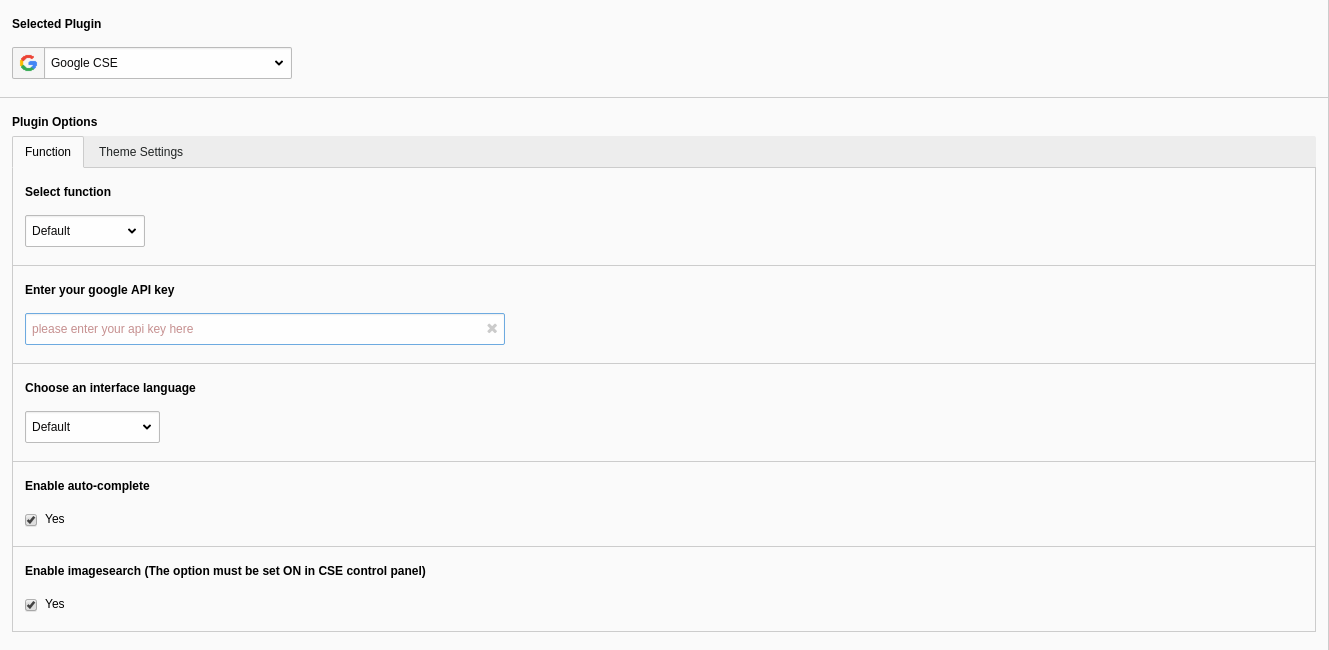 Selected Plugin
Google CSE
Plugin Options
Function Theme Settings
Select function
Default
Enter your google API key
please enter your api key here
Choose an interface language
Default
Enable auto-complete
Yes
Enable imagesearch (The option must be set ON in CSE control panel)
Yes